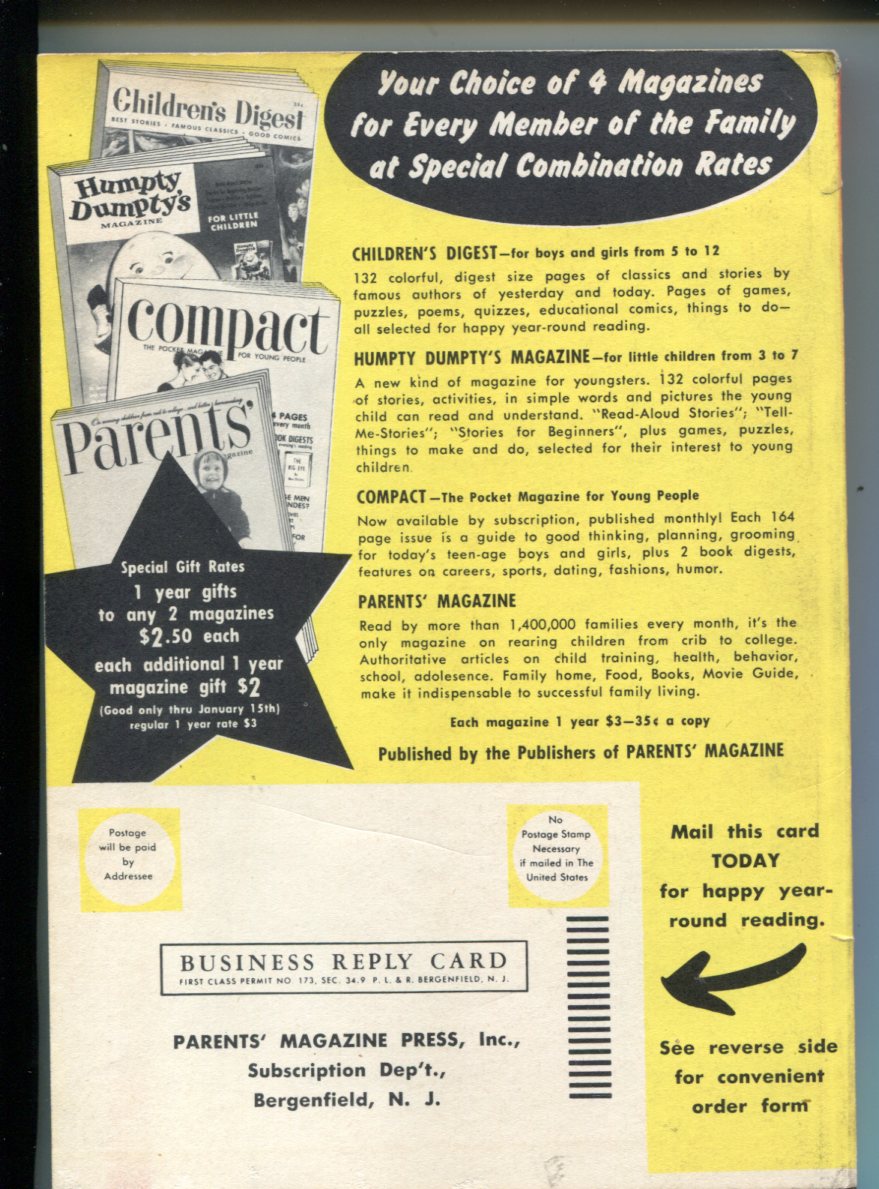 Children's Digest
35¢
BEST STORIES • FAMOUS CLASSICS • GOOD COMICS
Humpty
Dumpty's
MAGAZINE
FOR LITTLE
CHILDREN
compact
THE POCKET MAGAZINE FOR YOUNG PEOPLE
Parents'
Magazine
PAGES
every month
DIGESTS
THE
BIG EYE
MEN
FOR
Your Choice of 4 Magazines
for Every Member of the Family
at Special Combination Rates
CHILDREN'S DIGEST—for boys and girls from 5 to 12
132 colorful, digest size pages of classics and stories by
famous authors of yesterday and today. Pages of games,
puzzles, poems, quizzes, educational comics, things to do—
all selected for happy year-round reading.
HUMPTY DUMPTY'S MAGAZINE—for little children from 3 to 7
A new kind of magazine for youngsters. 132 colorful pages
of stories, activities, in simple words and pictures the young
child can read and understand. "Read-Aloud Stories"; "Tell-
Me-Stories"; "Stories for Beginners", plus games, puzzles,
things to make and do, selected for their interest to young
children.
COMPACT—The Pocket Magazine for Young People
Now available by subscription, published monthly! Each 164
page issue is a guide to good thinking, planning, grooming
for today's teen-age boys and girls, plus 2 book digests,
features on careers, sports, dating, fashions, humor.
PARENTS' MAGAZINE
Read by more than 1,400,000 families every month, it's the
only magazine on rearing children from crib to college.
Authoritative articles on child training, health, behavior,
school, adolesence. Family home, Food, Books, Movie Guide,
make it indispensable to successful family living.
Each magazine 1 year $3—35¢ a copy
Published by the Publishers of PARENTS' MAGAZINE
Special Gift Rates
1 year gifts
to any 2 magazines
$2.50 each
each additional 1 year
magazine gift $2
(Good only thru January 15th)
regular 1 year rate $3
Postage
will be paid
by
Addressee
No
Postage Stamp
Necessary
if mailed in The
United States
BUSINESS REPLY CARD
FIRST CLASS PERMIT NO 173, SEC. 34.9 P. L. & R. BERGENFIELD, N. J.
PARENTS' MAGAZINE PRESS, Inc.,
Subscription Dep't.,
Bergenfield, N. J.
Mail this card
TODAY
for happy year-
round reading.
See reverse side
for convenient
order form